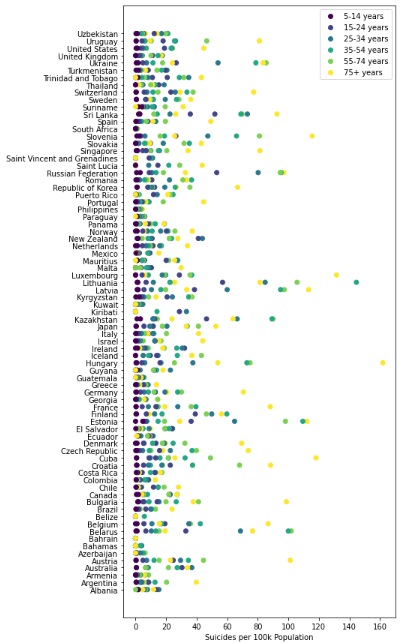 5-14 years
15-24 years
25-34 years
35-54 years
55-74 years
75+ years
Uzbekistan
Uruguay
United States
United Kingdom
Ukraine
Turkmenistan
Trinidad and Tobago
Thailand
Switzerland
Sweden
Suriname
Sri Lanka
Spain
South Africa
Slovenia
Slovakia
Singapore
Saint Vincent and Grenadines
Saint Lucia
Russian Federation
Romania
Republic of Korea
Puerto Rico
Portugal
Philippines
Paraguay
Panama
Norway
New Zealand
Netherlands
Mexico
Mauritius
Malta
Luxembourg
Lithuania
Latvia
Kyrgyzstan
Kuwait
Kiribati
Kazakhstan
Japan
Italy
Israel
Ireland
Iceland
Hungary
Guyana
Guatemala
Greece
Germany
Georgia
France
Finland
Estonia
El Salvador
Ecuador
Denmark
Czech Republic
Cuba
Croatia
Costa Rica
Colombia
Chile
Canada
Bulgaria
Brazil
Belize
Belgium
Belarus
Bahrain
Bahamas
Azerbaijan
Austria
Australia
Armenia
Argentina
Albania
0 20 40 60 80 100 120 140 160
Suicides per 100k Population